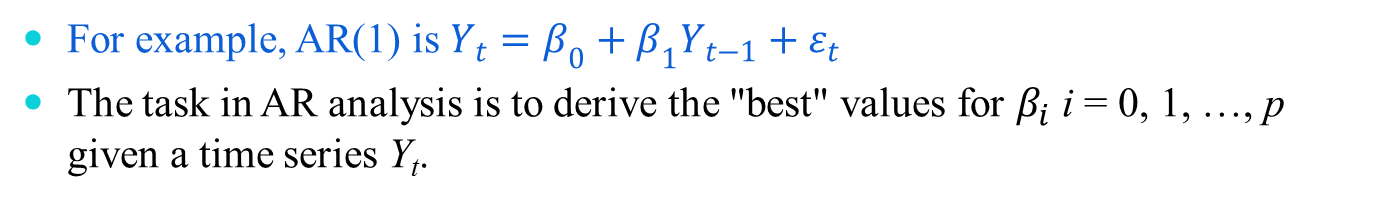 • For example, AR(1) is Yₜ = β₀ + β₁Yₜ₋₁ + εₜ
• The task in AR analysis is to derive the "best" values for βᵢ i = 0, 1, …, p
given a time series Yₜ.